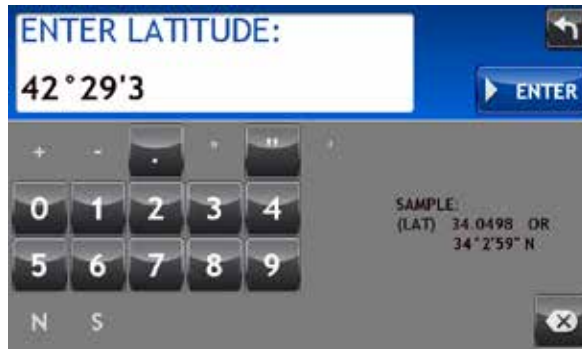 ENTER LATITUDE:
42°29'3
ENTER
+ - . ° " '
0 1 2 3 4
5 6 7 8 9
N S
SAMPLE:
(LAT) 34.0498 OR
34°2'59" N